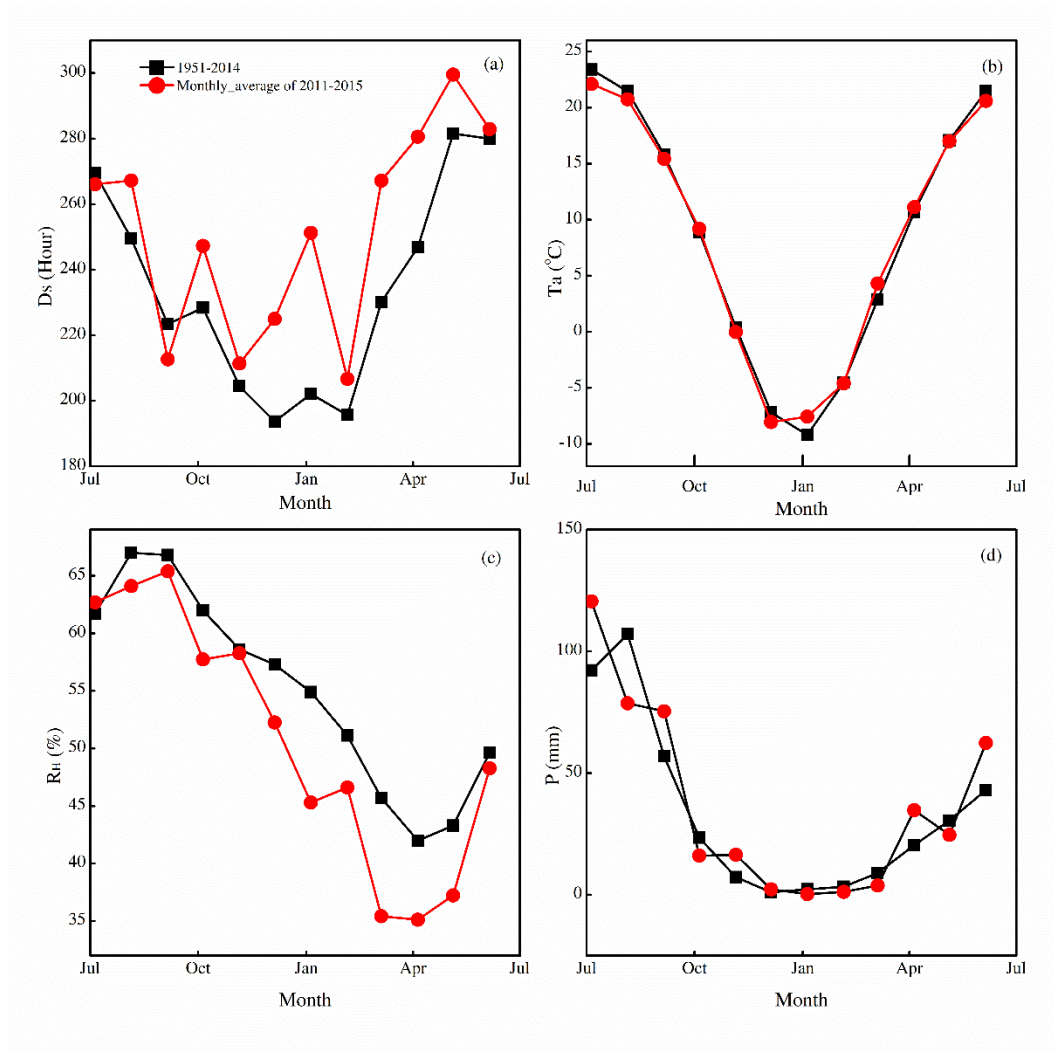 (a)
1951-2014
Monthly_average of 2011-2015
300
280
260
240
220
200
180
Ds (Hour)
Jul Oct Jan Apr Jul
Month
(b)
25
20
15
10
5
0
-5
-10
Ta (°C)
Jul Oct Jan Apr Jul
Month
(c)
65
60
55
50
45
40
35
RH (%)
Jul Oct Jan Apr Jul
Month
(d)
150
100
50
0
P (mm)
Jul Oct Jan Apr Jul
Month